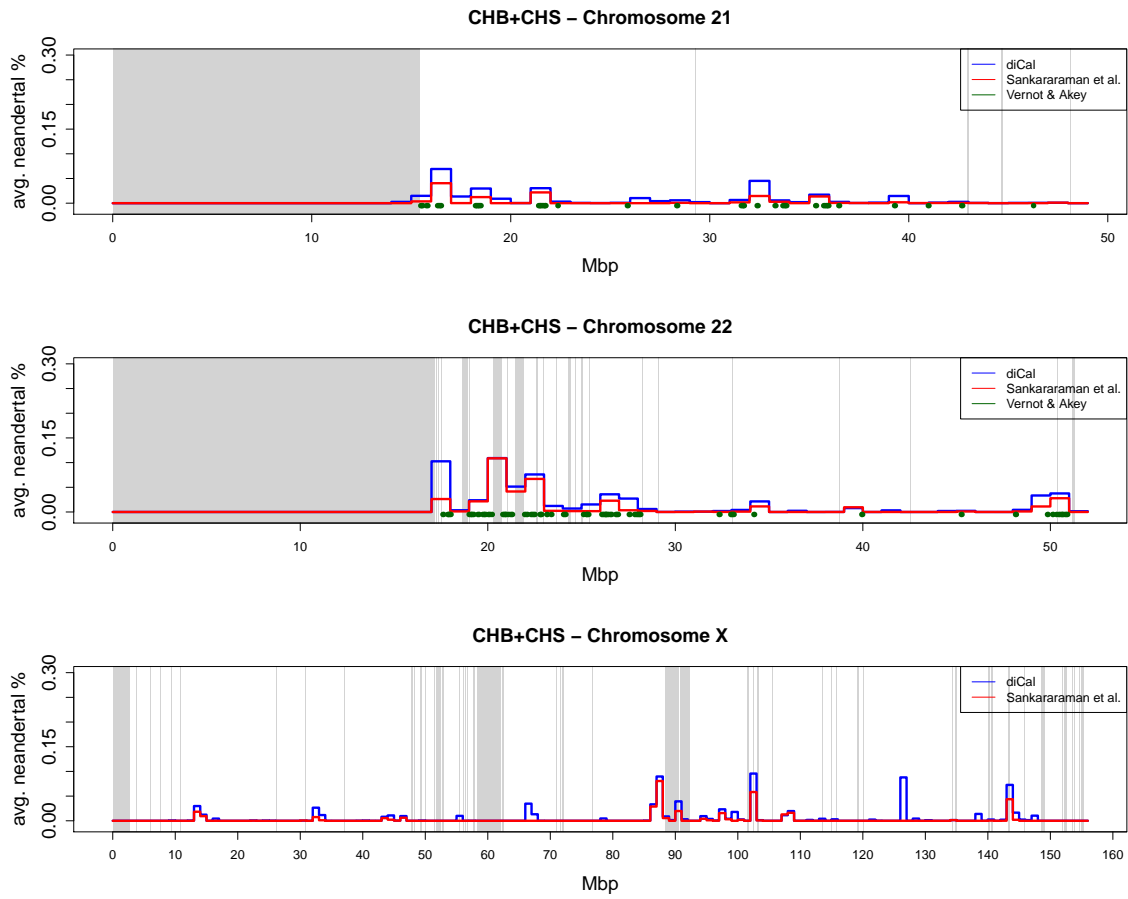 CHB+CHS – Chromosome 21
avg. neandertal %
0.00 0.15 0.30
diCal
Sankararaman et al.
Vernot & Akey
0 10 20 30 40 50
Mbp
CHB+CHS – Chromosome 22
avg. neandertal %
0.00 0.15 0.30
diCal
Sankararaman et al.
Vernot & Akey
0 10 20 30 40 50
Mbp
CHB+CHS – Chromosome X
avg. neandertal %
0.00 0.15 0.30
diCal
Sankararaman et al.
0 10 20 30 40 50 60 70 80 90 100 110 120 130 140 150 160
Mbp